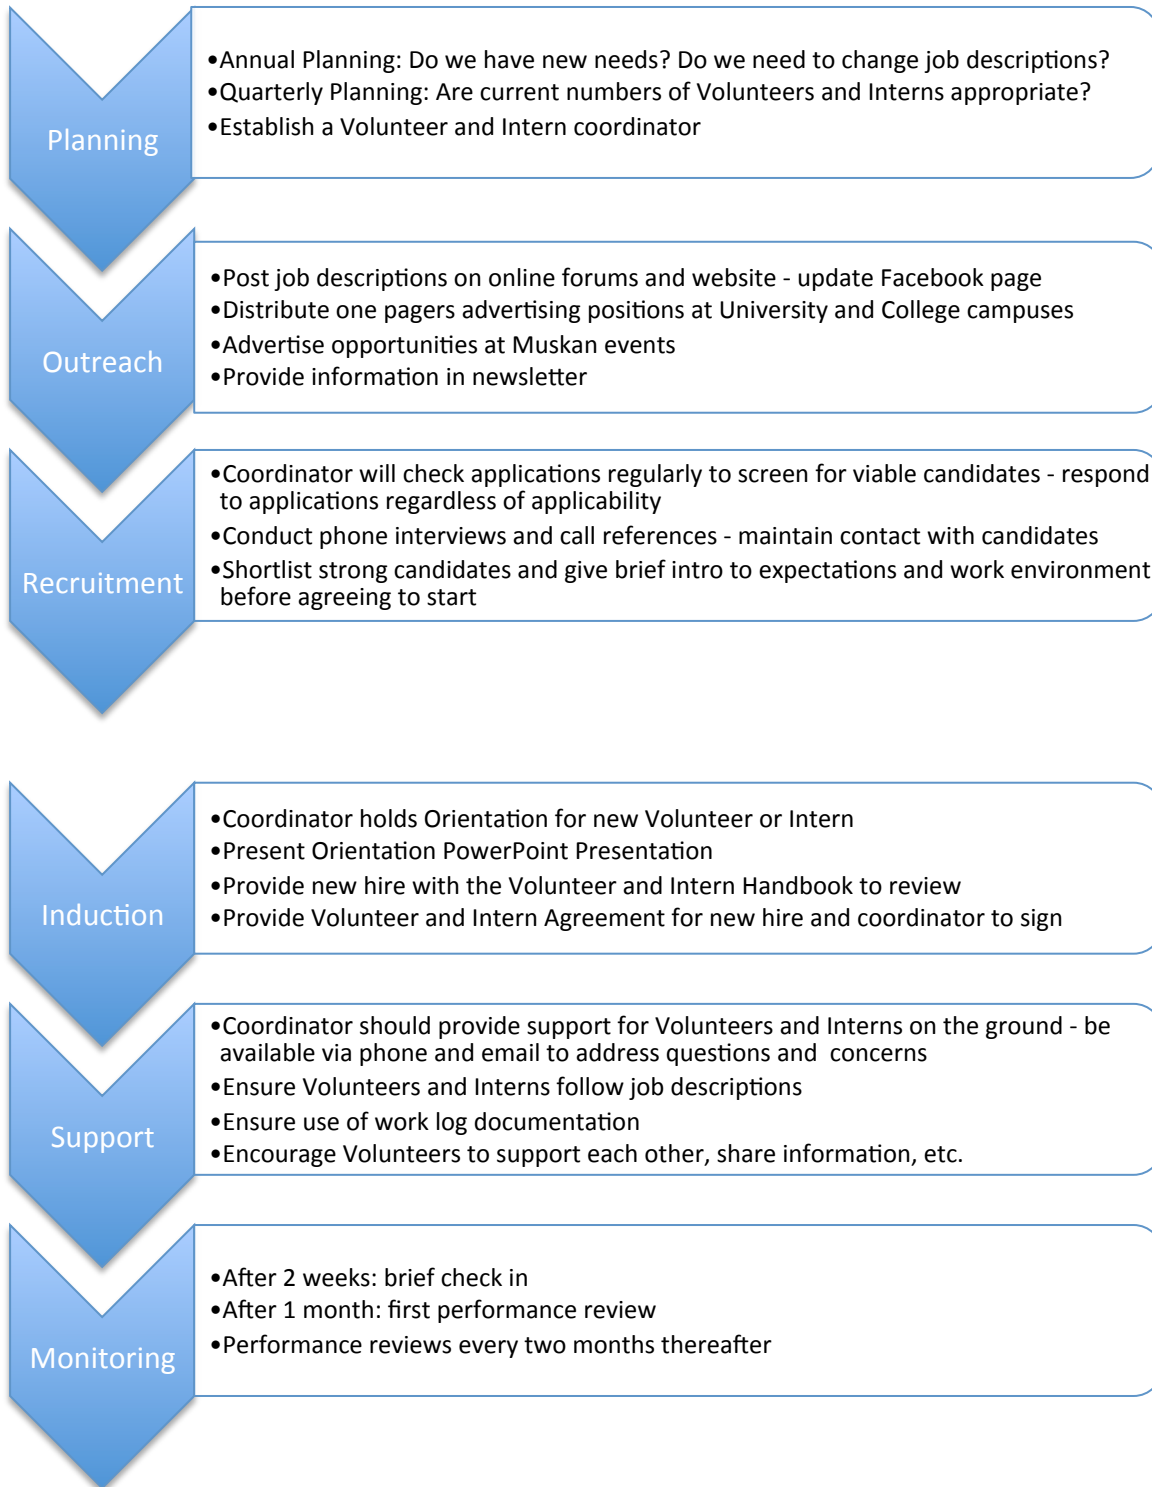 Planning
•Annual Planning: Do we have new needs? Do we need to change job descriptions?
•Quarterly Planning: Are current numbers of Volunteers and Interns appropriate?
•Establish a Volunteer and Intern coordinator
Outreach
•Post job descriptions on online forums and website - update Facebook page
•Distribute one pagers advertising positions at University and College campuses
•Advertise opportunities at Muskan events
•Provide information in newsletter
Recruitment
•Coordinator will check applications regularly to screen for viable candidates - respond
to applications regardless of applicability
•Conduct phone interviews and call references - maintain contact with candidates
•Shortlist strong candidates and give brief intro to expectations and work environment
before agreeing to start
Induction
•Coordinator holds Orientation for new Volunteer or Intern
•Present Orientation PowerPoint Presentation
•Provide new hire with the Volunteer and Intern Handbook to review
•Provide Volunteer and Intern Agreement for new hire and coordinator to sign
Support
•Coordinator should provide support for Volunteers and Interns on the ground - be
available via phone and email to address questions and  concerns
•Ensure Volunteers and Interns follow job descriptions
•Ensure use of work log documentation
•Encourage Volunteers to support each other, share information, etc.
Monitoring
•After 2 weeks: brief check in
•After 1 month: first performance review
•Performance reviews every two months thereafter